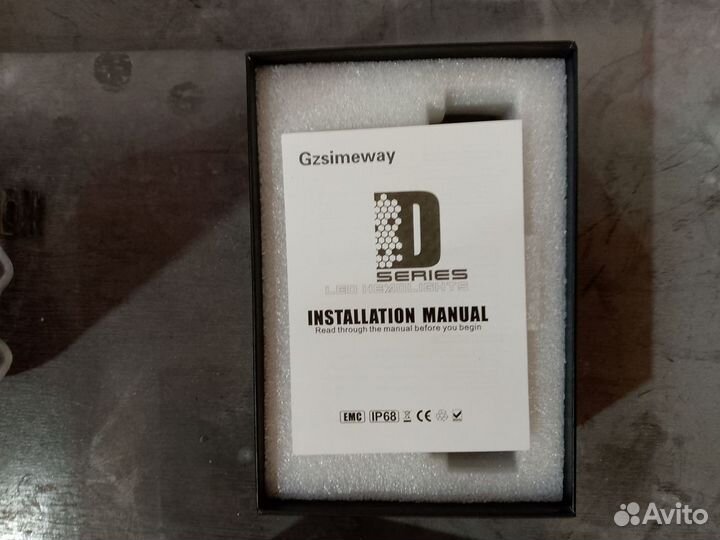 Gzsimeway
D
SERIES
LED HEADLIGHTS
INSTALLATION MANUAL
Read through the manual before you begin
EMC IP68 CE
Avito